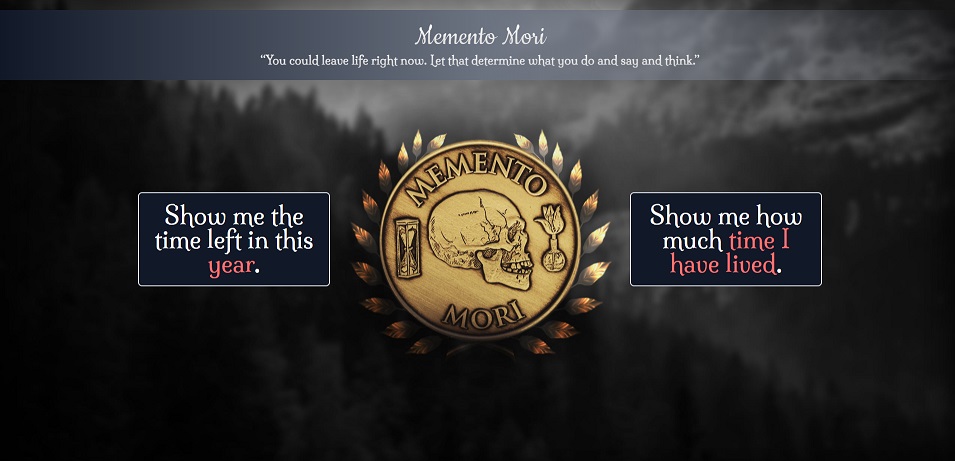 Memento Mori
“You could leave life right now. Let that determine what you do and say and think.”
MEMENTO
MORI
Show me the
time left in this
year.
Show me how
much time I
have lived.